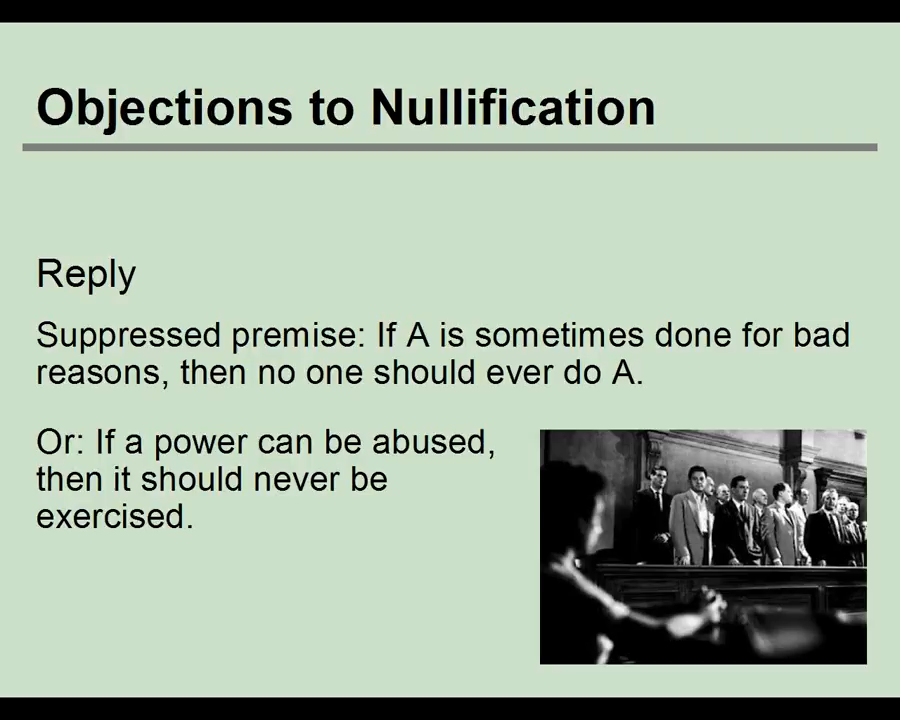 Objections to Nullification
Reply
Suppressed premise: If A is sometimes done for bad
reasons, then no one should ever do A.
Or: If a power can be abused,
then it should never be
exercised.